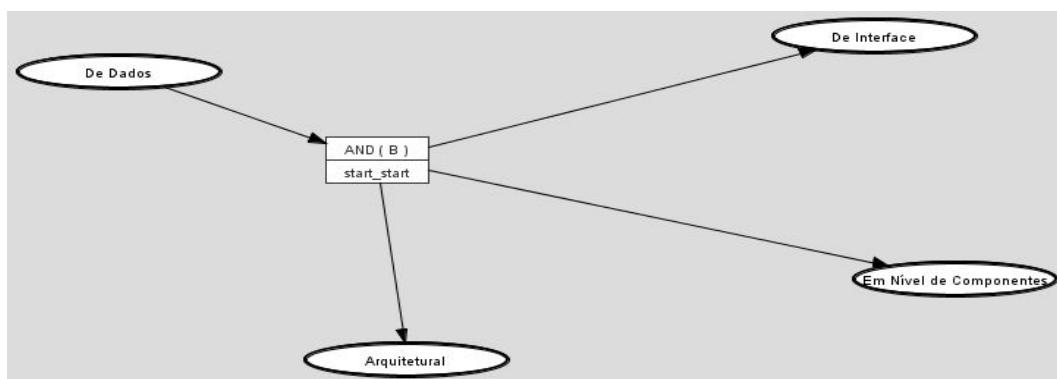 De Interface
De Dados
AND ( B )
start_start
Em Nível de Componentes
Arquitetural